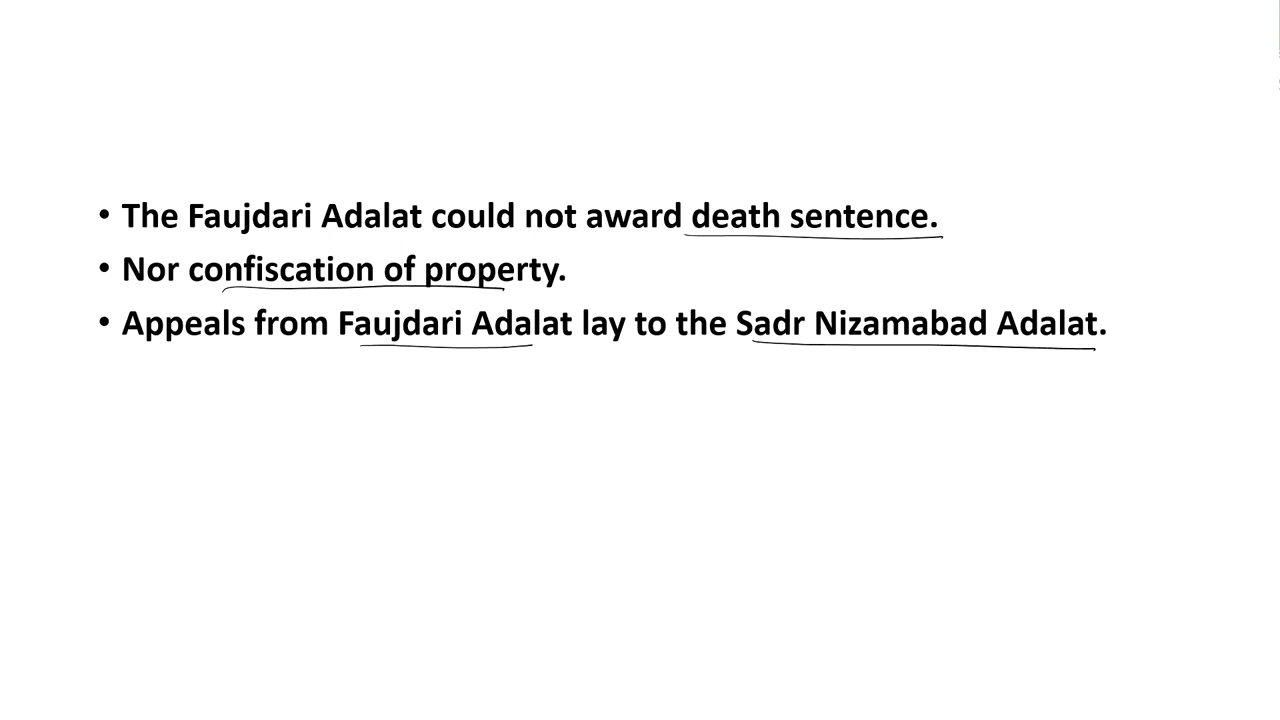 • The Faujdari Adalat could not award death sentence.
• Nor confiscation of property.
• Appeals from Faujdari Adalat lay to the Sadr Nizamabad Adalat.